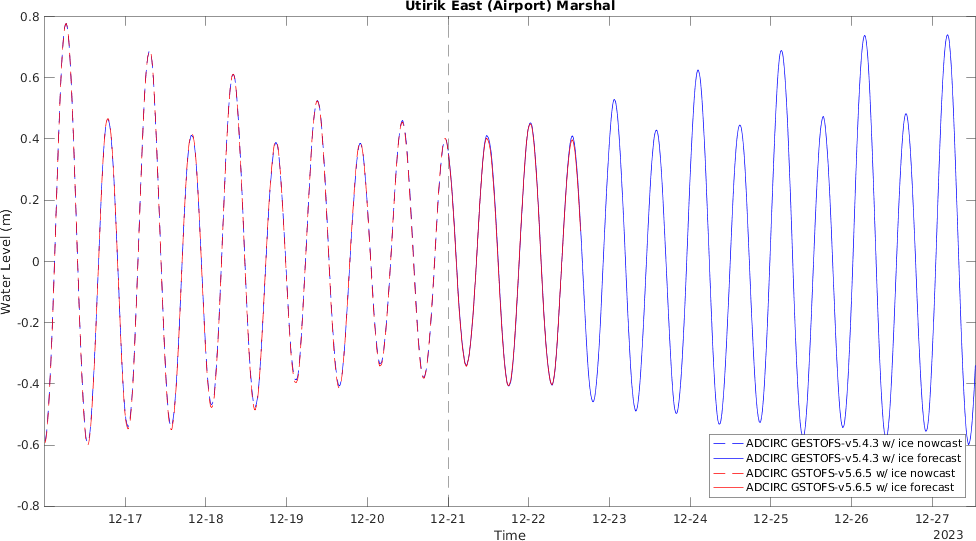 Utirik East (Airport) Marshal
Water Level (m)
0.8
0.6
0.4
0.2
0
-0.2
-0.4
-0.6
-0.8
12-17 12-18 12-19 12-20 12-21 12-22 12-23 12-24 12-25 12-26 12-27
Time
2023
ADCIRC GESTOFS-v5.4.3 w/ ice nowcast
ADCIRC GESTOFS-v5.4.3 w/ ice forecast
ADCIRC GSTOFS-v5.6.5 w/ ice nowcast
ADCIRC GSTOFS-v5.6.5 w/ ice forecast